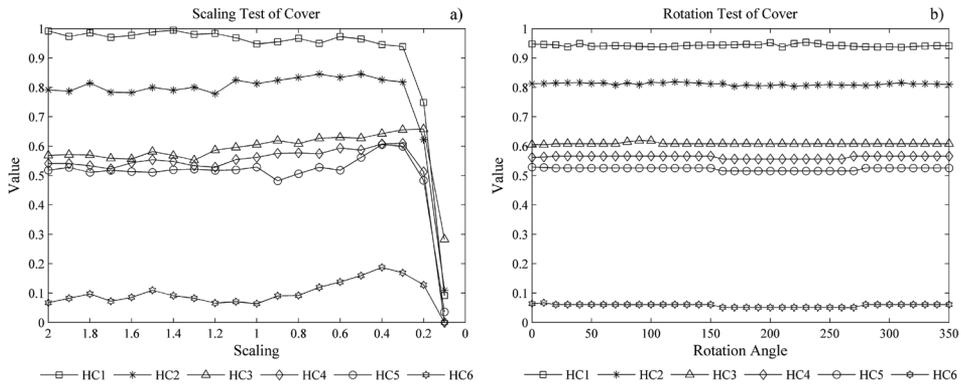 Scaling Test of Cover
a)
Value
1
0.9
0.8
0.7
0.6
0.5
0.4
0.3
0.2
0.1
0
2 1.8 1.6 1.4 1.2 1 0.8 0.6 0.4 0.2 0
Scaling
HC1 HC2 HC3 HC4 HC5 HC6
Rotation Test of Cover
b)
Value
1
0.9
0.8
0.7
0.6
0.5
0.4
0.3
0.2
0.1
0
0 50 100 150 200 250 300 350
Rotation Angle
HC1 HC2 HC3 HC4 HC5 HC6